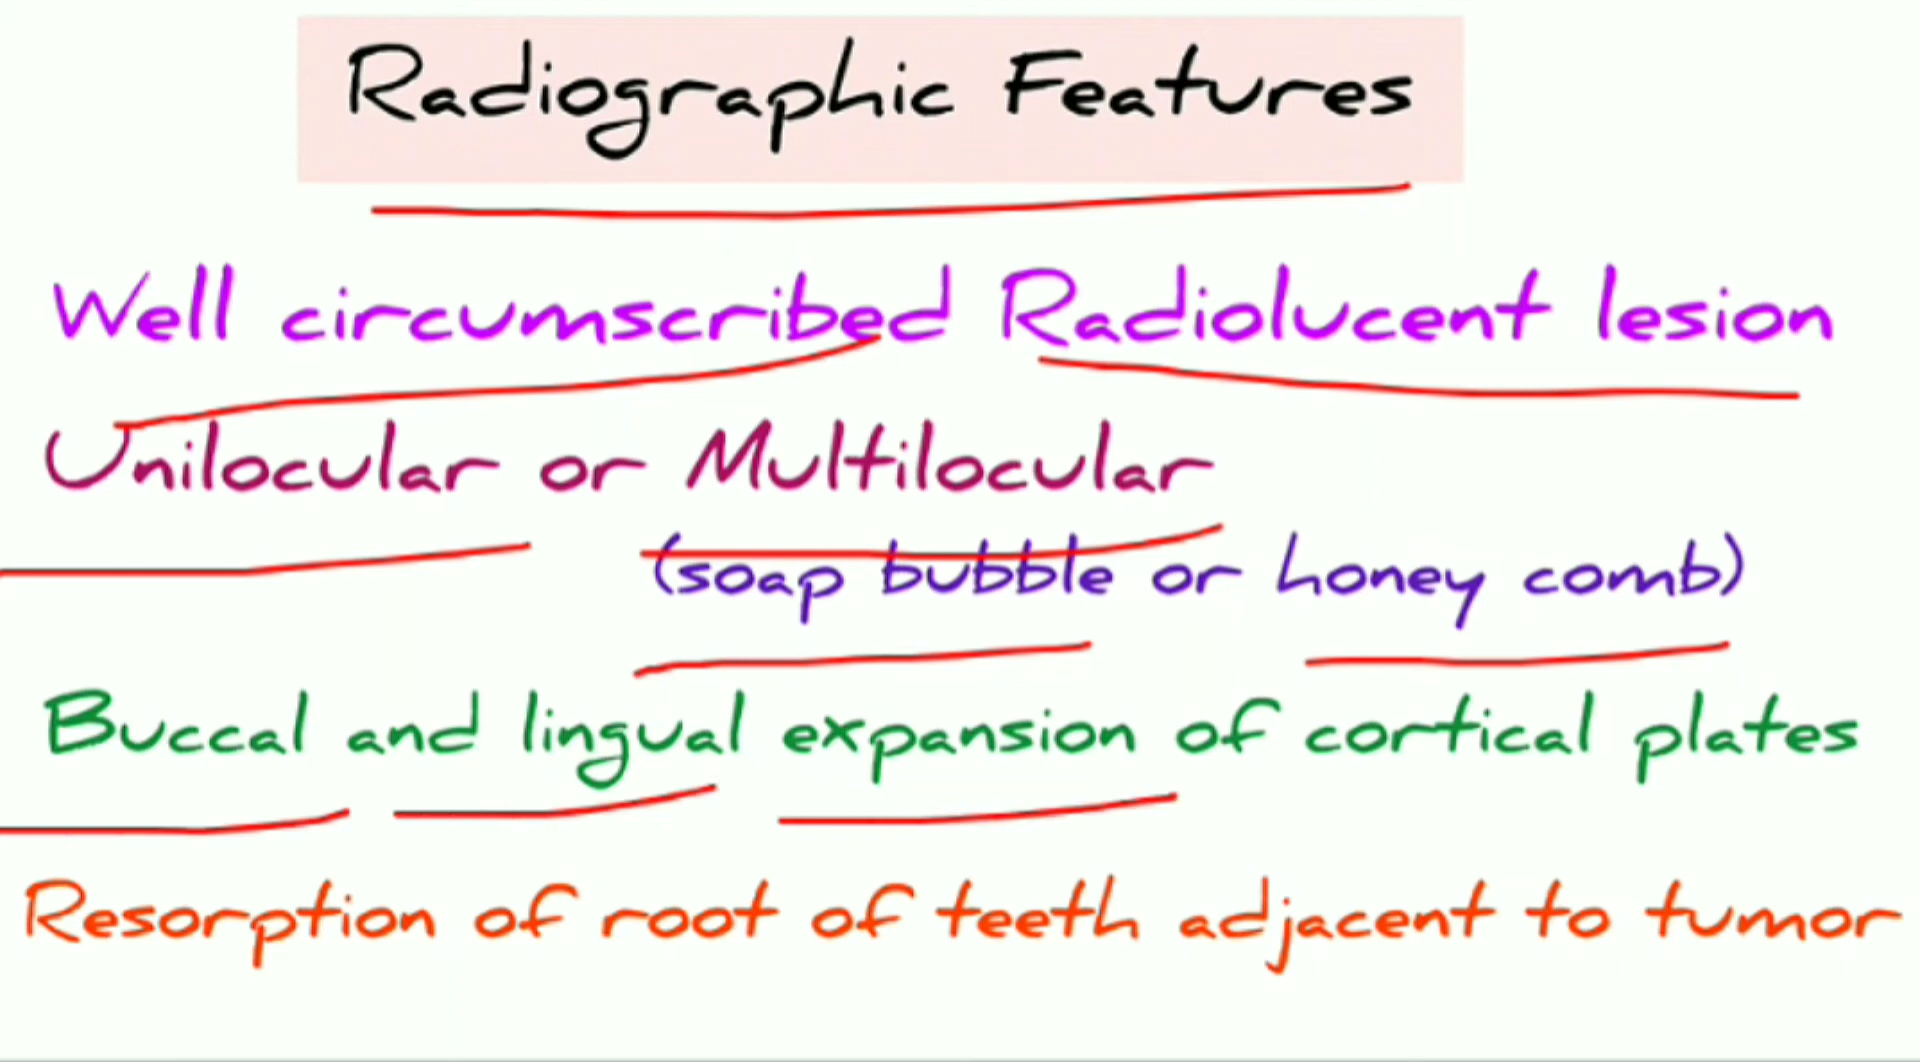 Radiographic Features
Well circumscribed Radiolucent lesion
Unilocular or Multilocular
(soap bubble or honey comb)
Buccal and lingual expansion of cortical plates
Resorption of root of teeth adjacent to tumor